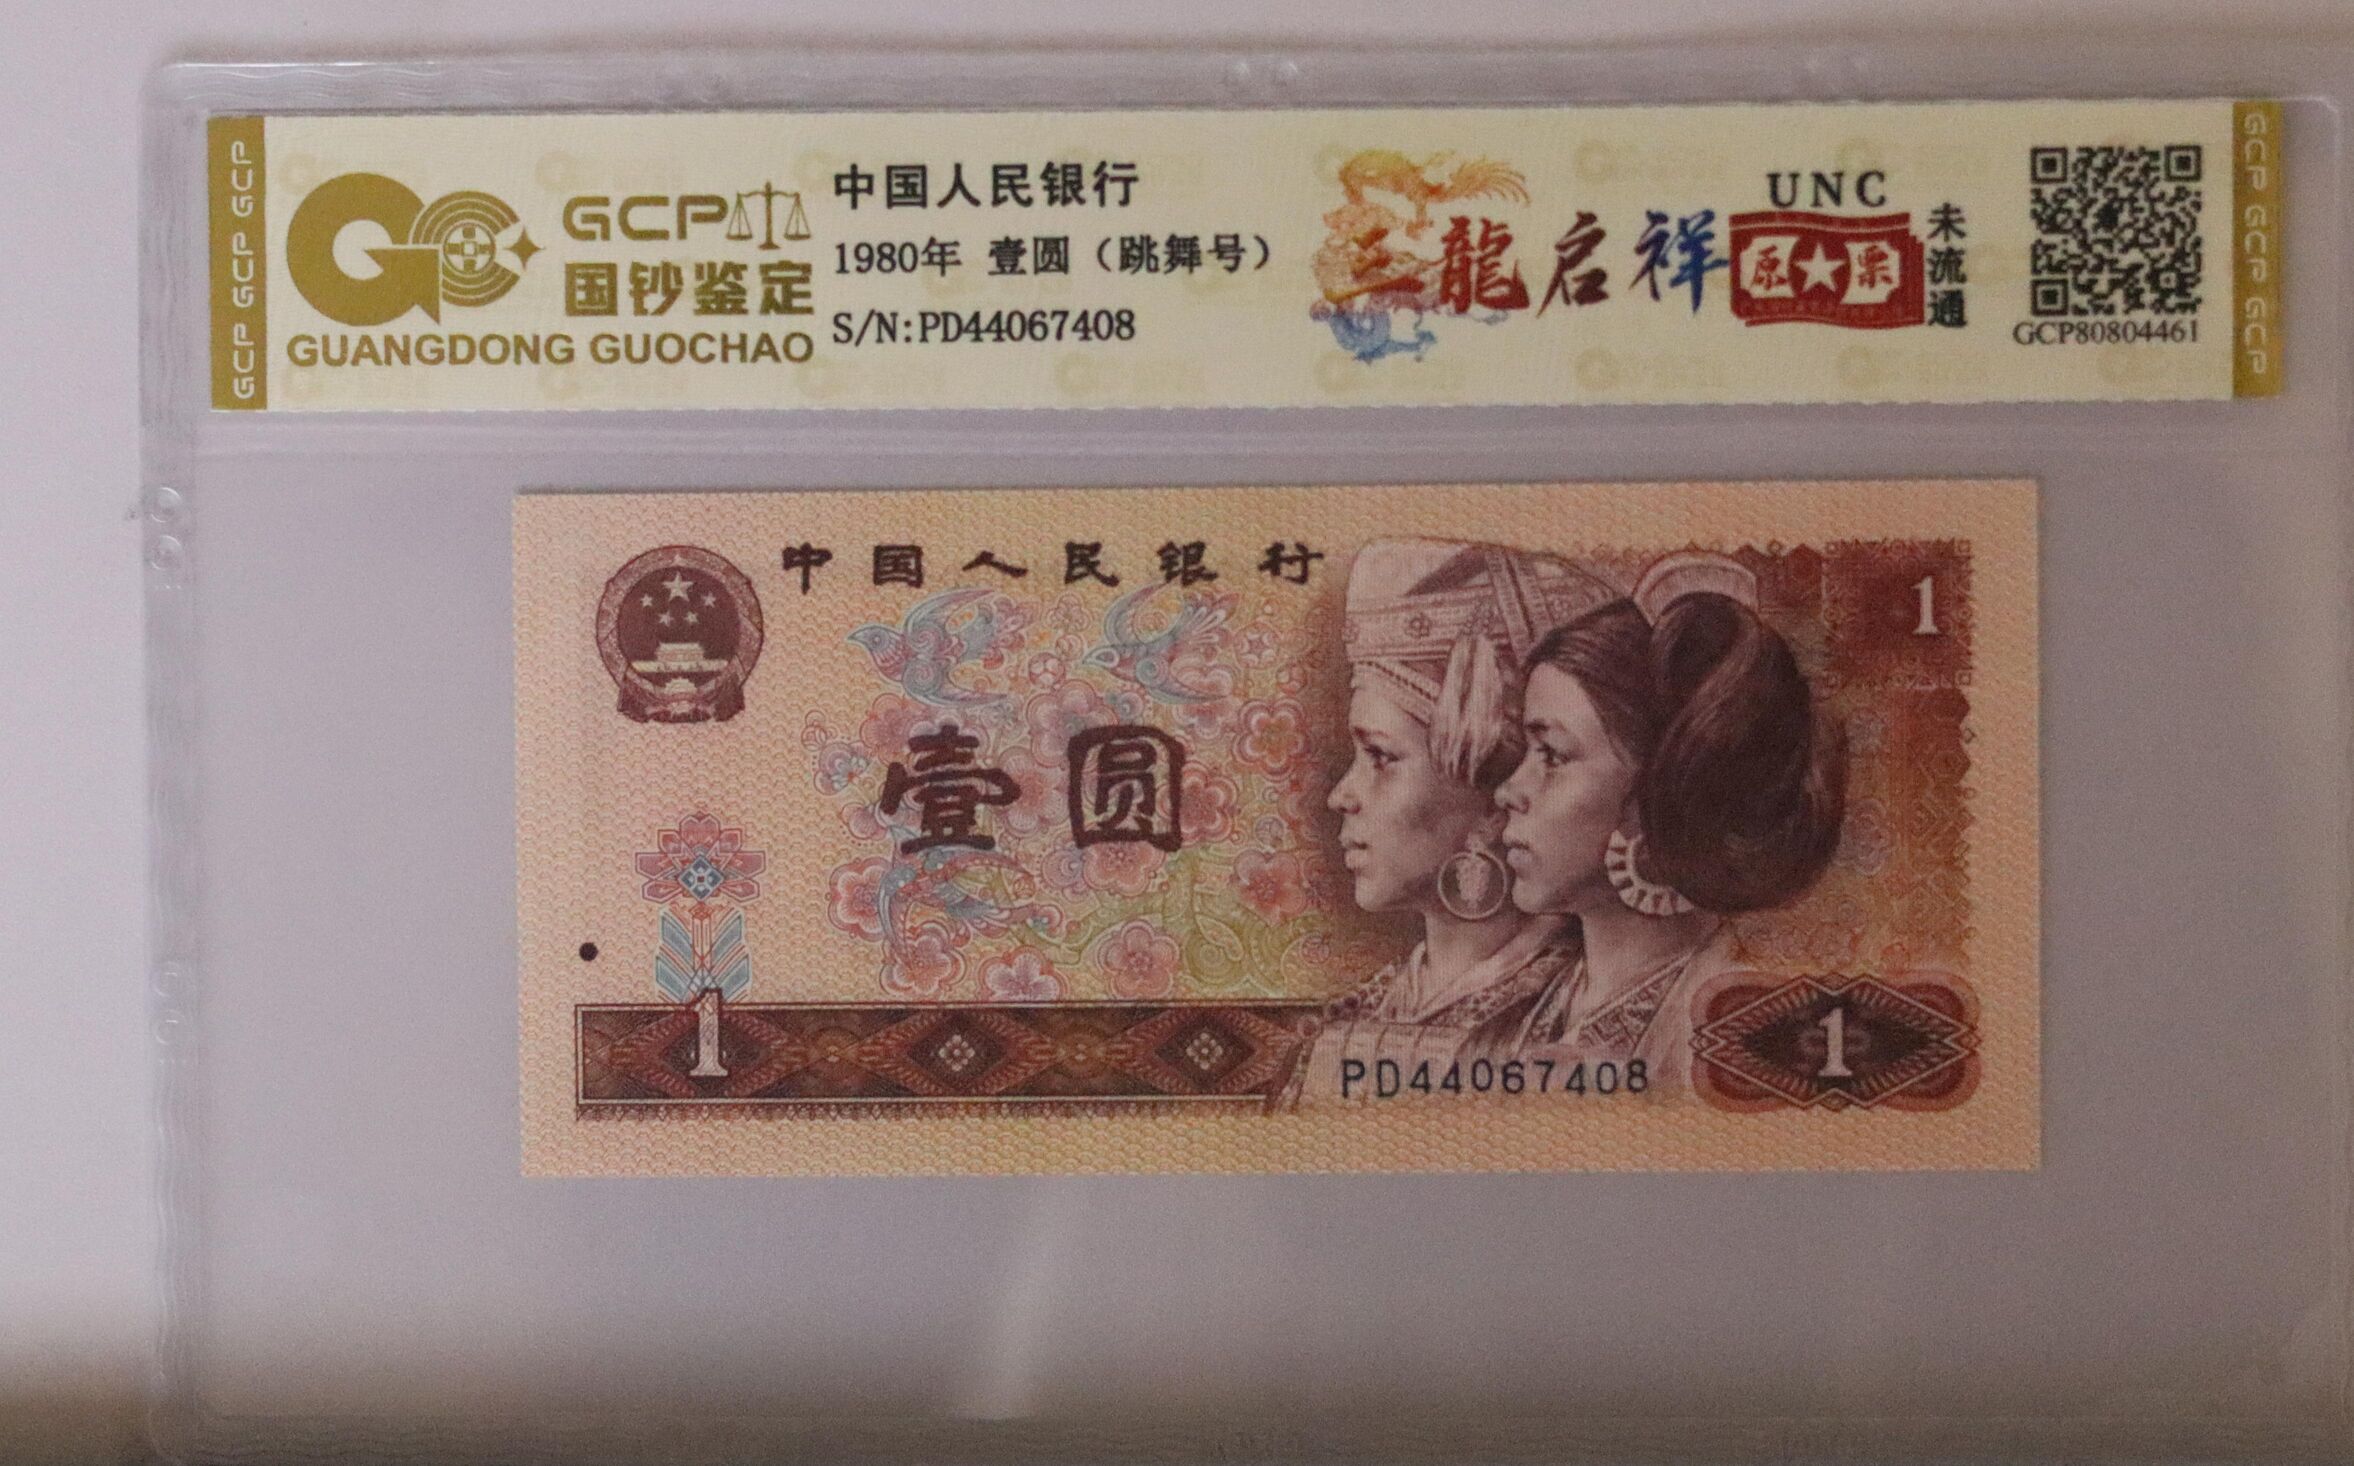 GCP GCP GCP
GCP
国钞鉴定
GUANGDONG GUOCHAO
中国人民银行
1980年 壹圆（跳舞号）
S/N:PD44067408
三龍启祥
UNC
原★票
未流通
GCP80804461
GCP GCP GCP
中国人民银行
1
壹圆
1
PD44067408
1